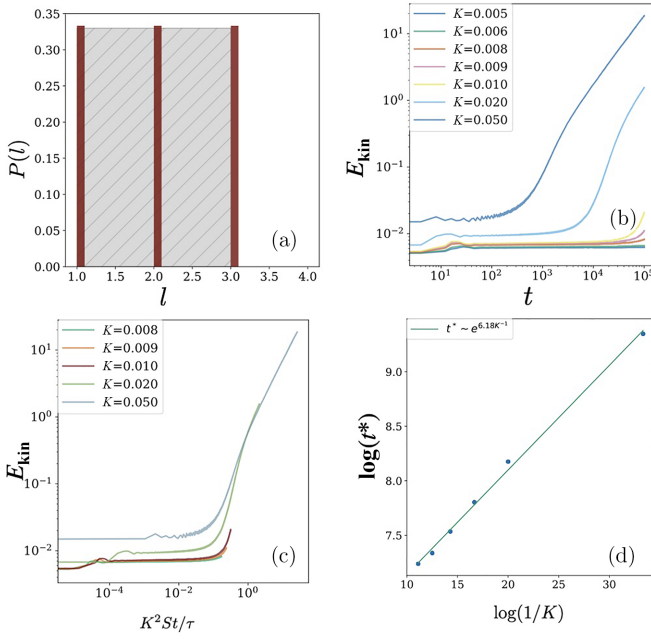 0.35
0.30
0.25
0.20
0.15
0.10
0.05
0.00
P(l)
1.0 1.5 2.0 2.5 3.0 3.5 4.0
l
(a)
K=0.005
K=0.006
K=0.008
K=0.009
K=0.010
K=0.020
K=0.050
10¹
10⁰
10⁻¹
10⁻²
E_kin
10¹ 10² 10³ 10⁴ 10⁵
t
(b)
K=0.008
K=0.009
K=0.010
K=0.020
K=0.050
10¹
10⁰
10⁻¹
10⁻²
E_kin
10⁻⁴ 10⁻² 10⁰
K²St/τ
(c)
t* ~ e^{6.18K⁻¹}
9.0
8.5
8.0
7.5
log(t*)
10 15 20 25 30
log(1/K)
(d)